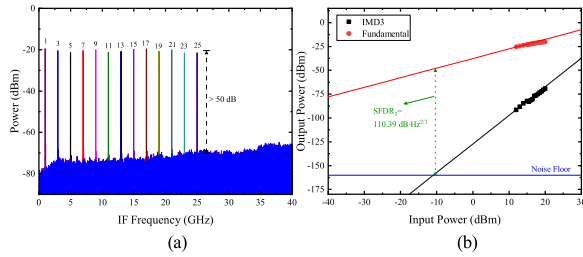 0
-20
-40
-60
-80
Power (dBm)
1 3 5 7 9 11 13 15 17 19 21 23 25
> 50 dB
0 5 10 15 20 25 30 35 40
IF Frequency (GHz)
(a)
25
0
-25
-50
-75
-100
-125
-150
-175
Output Power (dBm)
IMD3
Fundamental
SFDR3=
110.39 dB·Hz2/3
Noise Floor
-40 -30 -20 -10 0 10 20 30
Input Power (dBm)
(b)